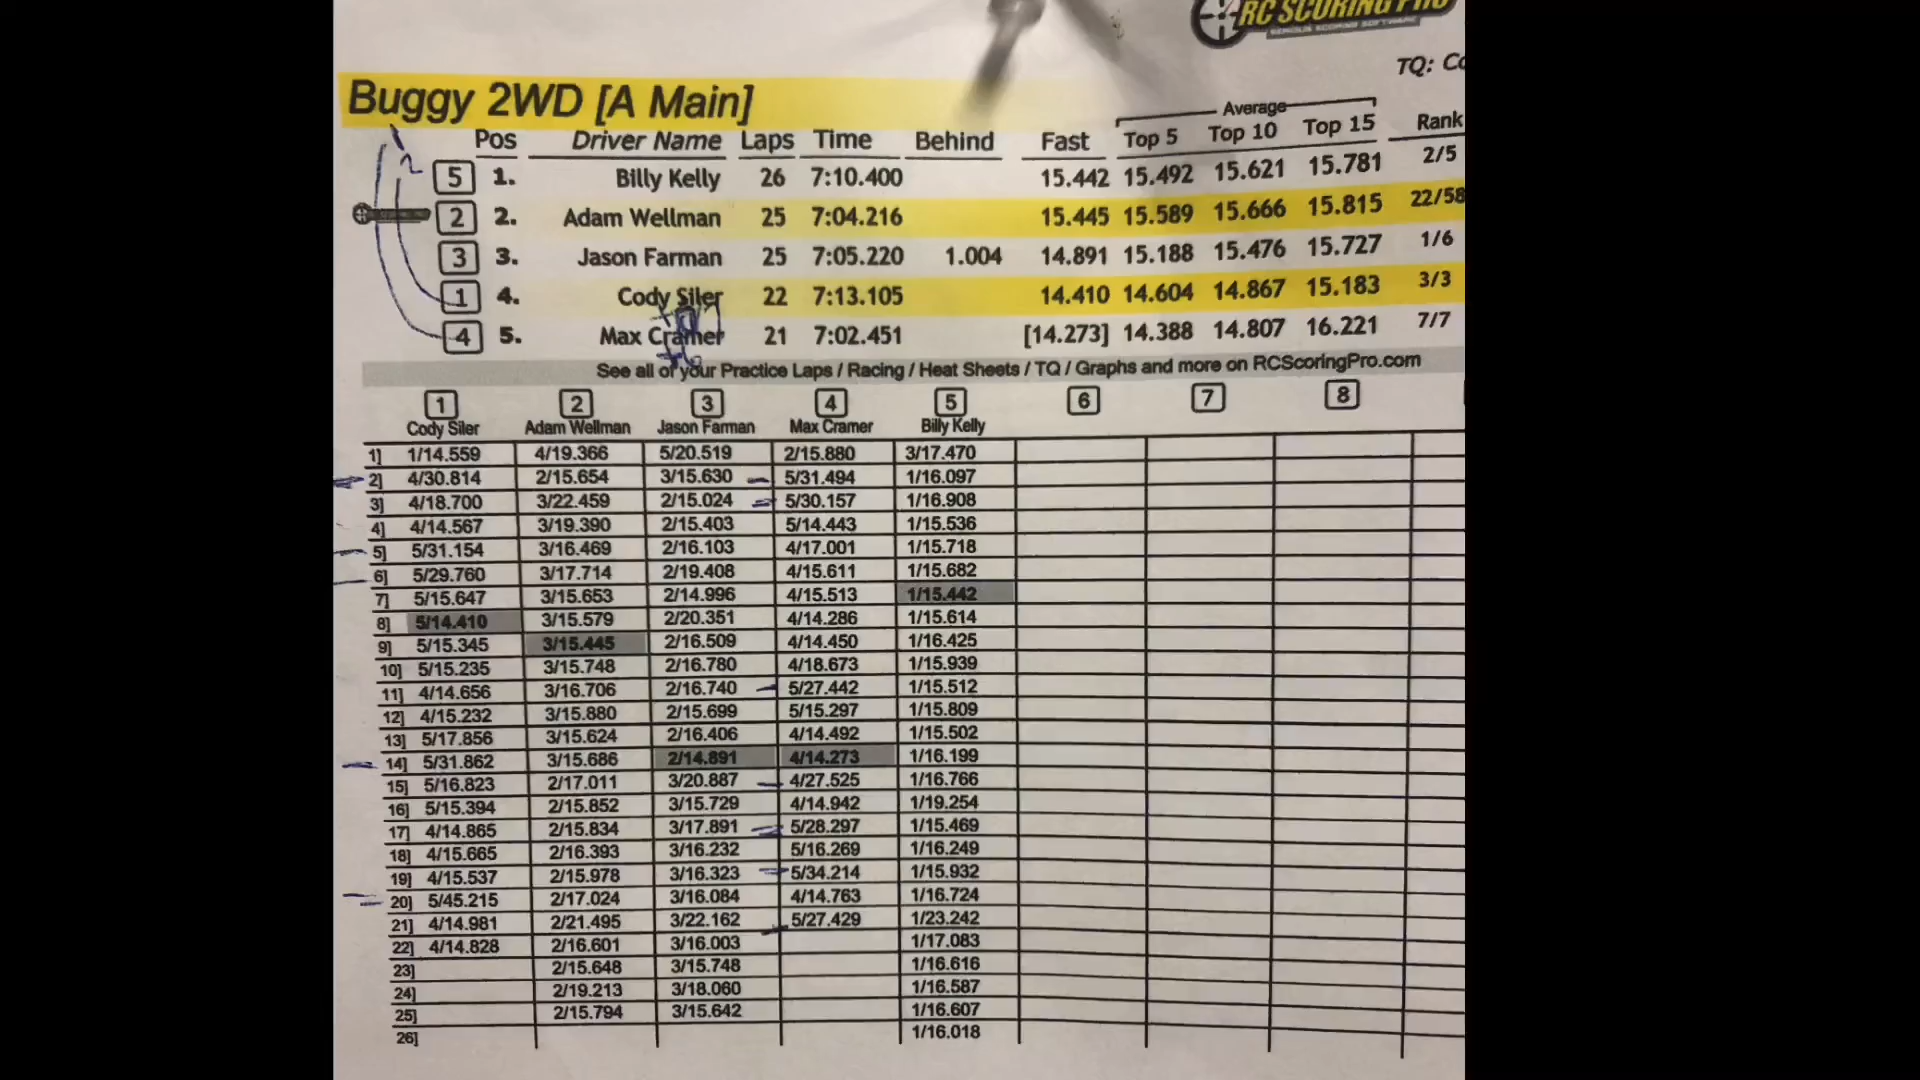 RC SCORING PRO
SERIOUS SCORING SOFTWARE
TQ: Co
Buggy 2WD [A Main]
Average
Pos Driver Name Laps Time Behind Fast Top 5 Top 10 Top 15 Rank
5 1. Billy Kelly 26 7:10.400 15.442 15.492 15.621 15.781 2/5
2 2. Adam Wellman 25 7:04.216 15.445 15.589 15.666 15.815 22/58
3 3. Jason Farman 25 7:05.220 1.004 14.891 15.188 15.476 15.727 1/6
1 4. Cody Siler 22 7:13.105 14.410 14.604 14.867 15.183 3/3
4 5. Max Cramer 21 7:02.451 [14.273] 14.388 14.807 16.221 7/7
See all of your Practice Laps / Racing / Heat Sheets / TQ / Graphs and more on RCScoringPro.com
1 2 3 4 5 6 7 8
Cody Siler Adam Wellman Jason Farman Max Cramer Billy Kelly
1] 1/14.559 4/19.366 5/20.519 2/15.880 3/17.470
2] 4/30.814 2/15.654 3/15.630 5/31.494 1/16.097
3] 4/18.700 3/22.459 2/15.024 5/30.157 1/16.908
4] 4/14.567 3/19.390 2/15.403 5/14.443 1/15.536
5] 5/31.154 3/16.469 2/16.103 4/17.001 1/15.718
6] 5/29.760 3/17.714 2/19.408 4/15.611 1/15.682
7] 5/15.647 3/15.653 2/14.996 4/15.513 1/15.442
8] 5/14.410 3/15.579 2/20.351 4/14.286 1/15.614
9] 5/15.345 3/15.445 2/16.509 4/14.450 1/16.425
10] 5/15.235 3/15.748 2/16.780 4/18.673 1/15.939
11] 4/14.656 3/16.706 2/16.740 5/27.442 1/15.512
12] 4/15.232 3/15.880 2/15.699 5/15.297 1/15.809
13] 5/17.856 3/15.624 2/16.406 4/14.492 1/15.502
14] 5/31.862 3/15.686 2/14.891 4/14.273 1/16.199
15] 5/16.823 2/17.011 3/20.887 4/27.525 1/16.766
16] 5/15.394 2/15.852 3/15.729 4/14.942 1/19.254
17] 4/14.865 2/15.834 3/17.891 5/28.297 1/15.469
18] 4/15.665 2/16.393 3/16.232 5/16.269 1/16.249
19] 4/15.537 2/15.978 3/16.323 5/34.214 1/15.932
20] 5/45.215 2/17.024 3/16.084 4/14.763 1/16.724
21] 4/14.981 2/21.495 3/22.162 5/27.429 1/23.242
22] 4/14.828 2/16.601 3/16.003 1/17.083
23] 2/15.648 3/15.748 1/16.616
24] 2/19.213 3/18.060 1/16.587
25] 2/15.794 3/15.642 1/16.607
26] 1/16.018